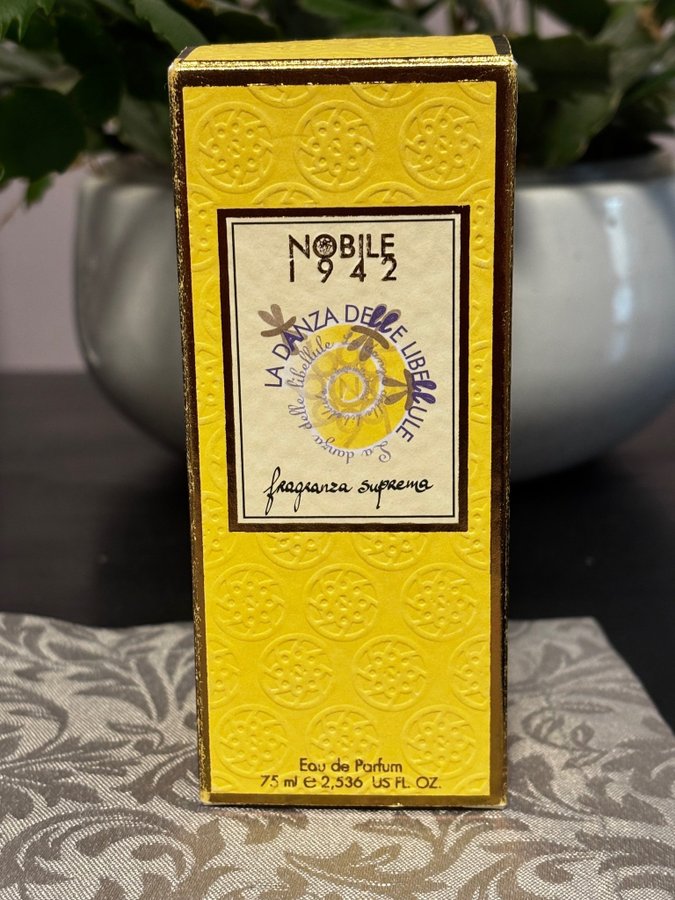 NOBILE
1942
LA DANZA DELLE LIBELLULE
La danza delle libellule
fragranza suprema
Eau de Parfum
75 ml ℮ 2,536 US FL. OZ.